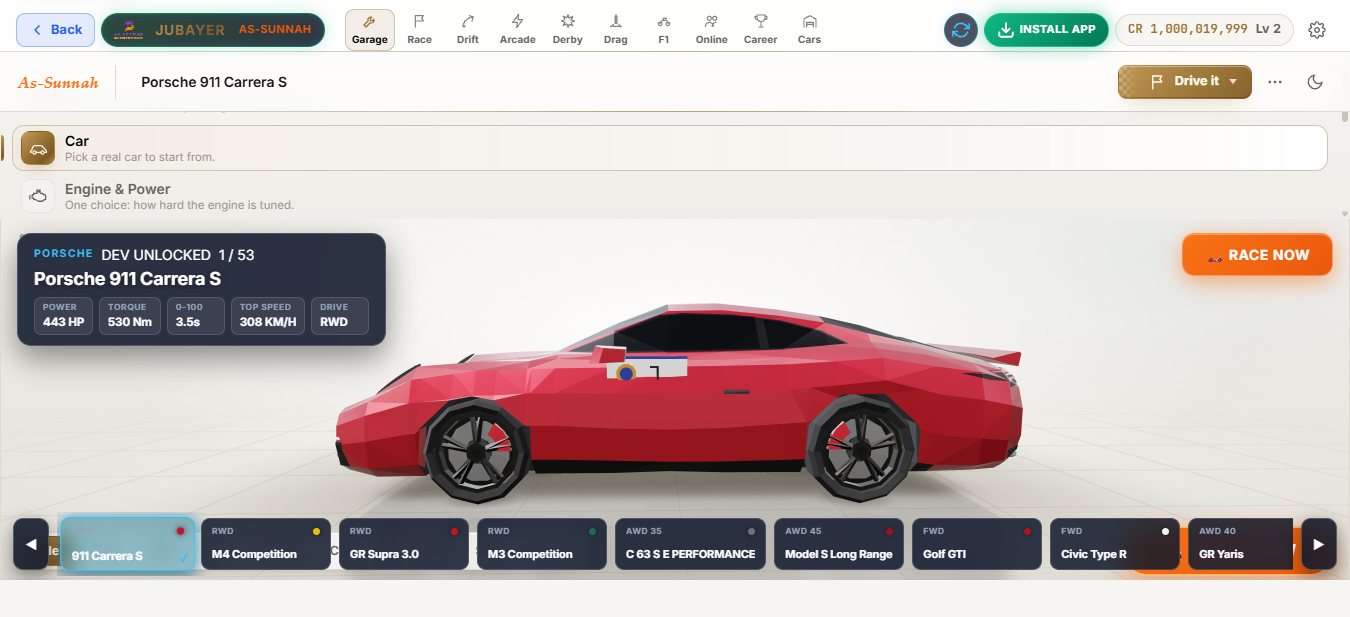 Back
JUBAYER AS-SUNNAH
Garage
Race
Drift
Arcade
Derby
Drag
F1
Online
Career
Cars
INSTALL APP
CR 1,000,019,999 Lv 2
As-Sunnah
Porsche 911 Carrera S
Drive it
Car
Pick a real car to start from.
Engine & Power
One choice: how hard the engine is tuned.
PORSCHE DEV UNLOCKED 1 / 53
Porsche 911 Carrera S
POWER
443 HP
TORQUE
530 Nm
0-100
3.5s
TOP SPEED
308 KM/H
DRIVE
RWD
RACE NOW
911 Carrera S
RWD
M4 Competition
RWD
GR Supra 3.0
RWD
M3 Competition
AWD 35
C 63 S E PERFORMANCE
AWD 45
Model S Long Range
FWD
Golf GTI
FWD
Civic Type R
AWD 40
GR Yaris